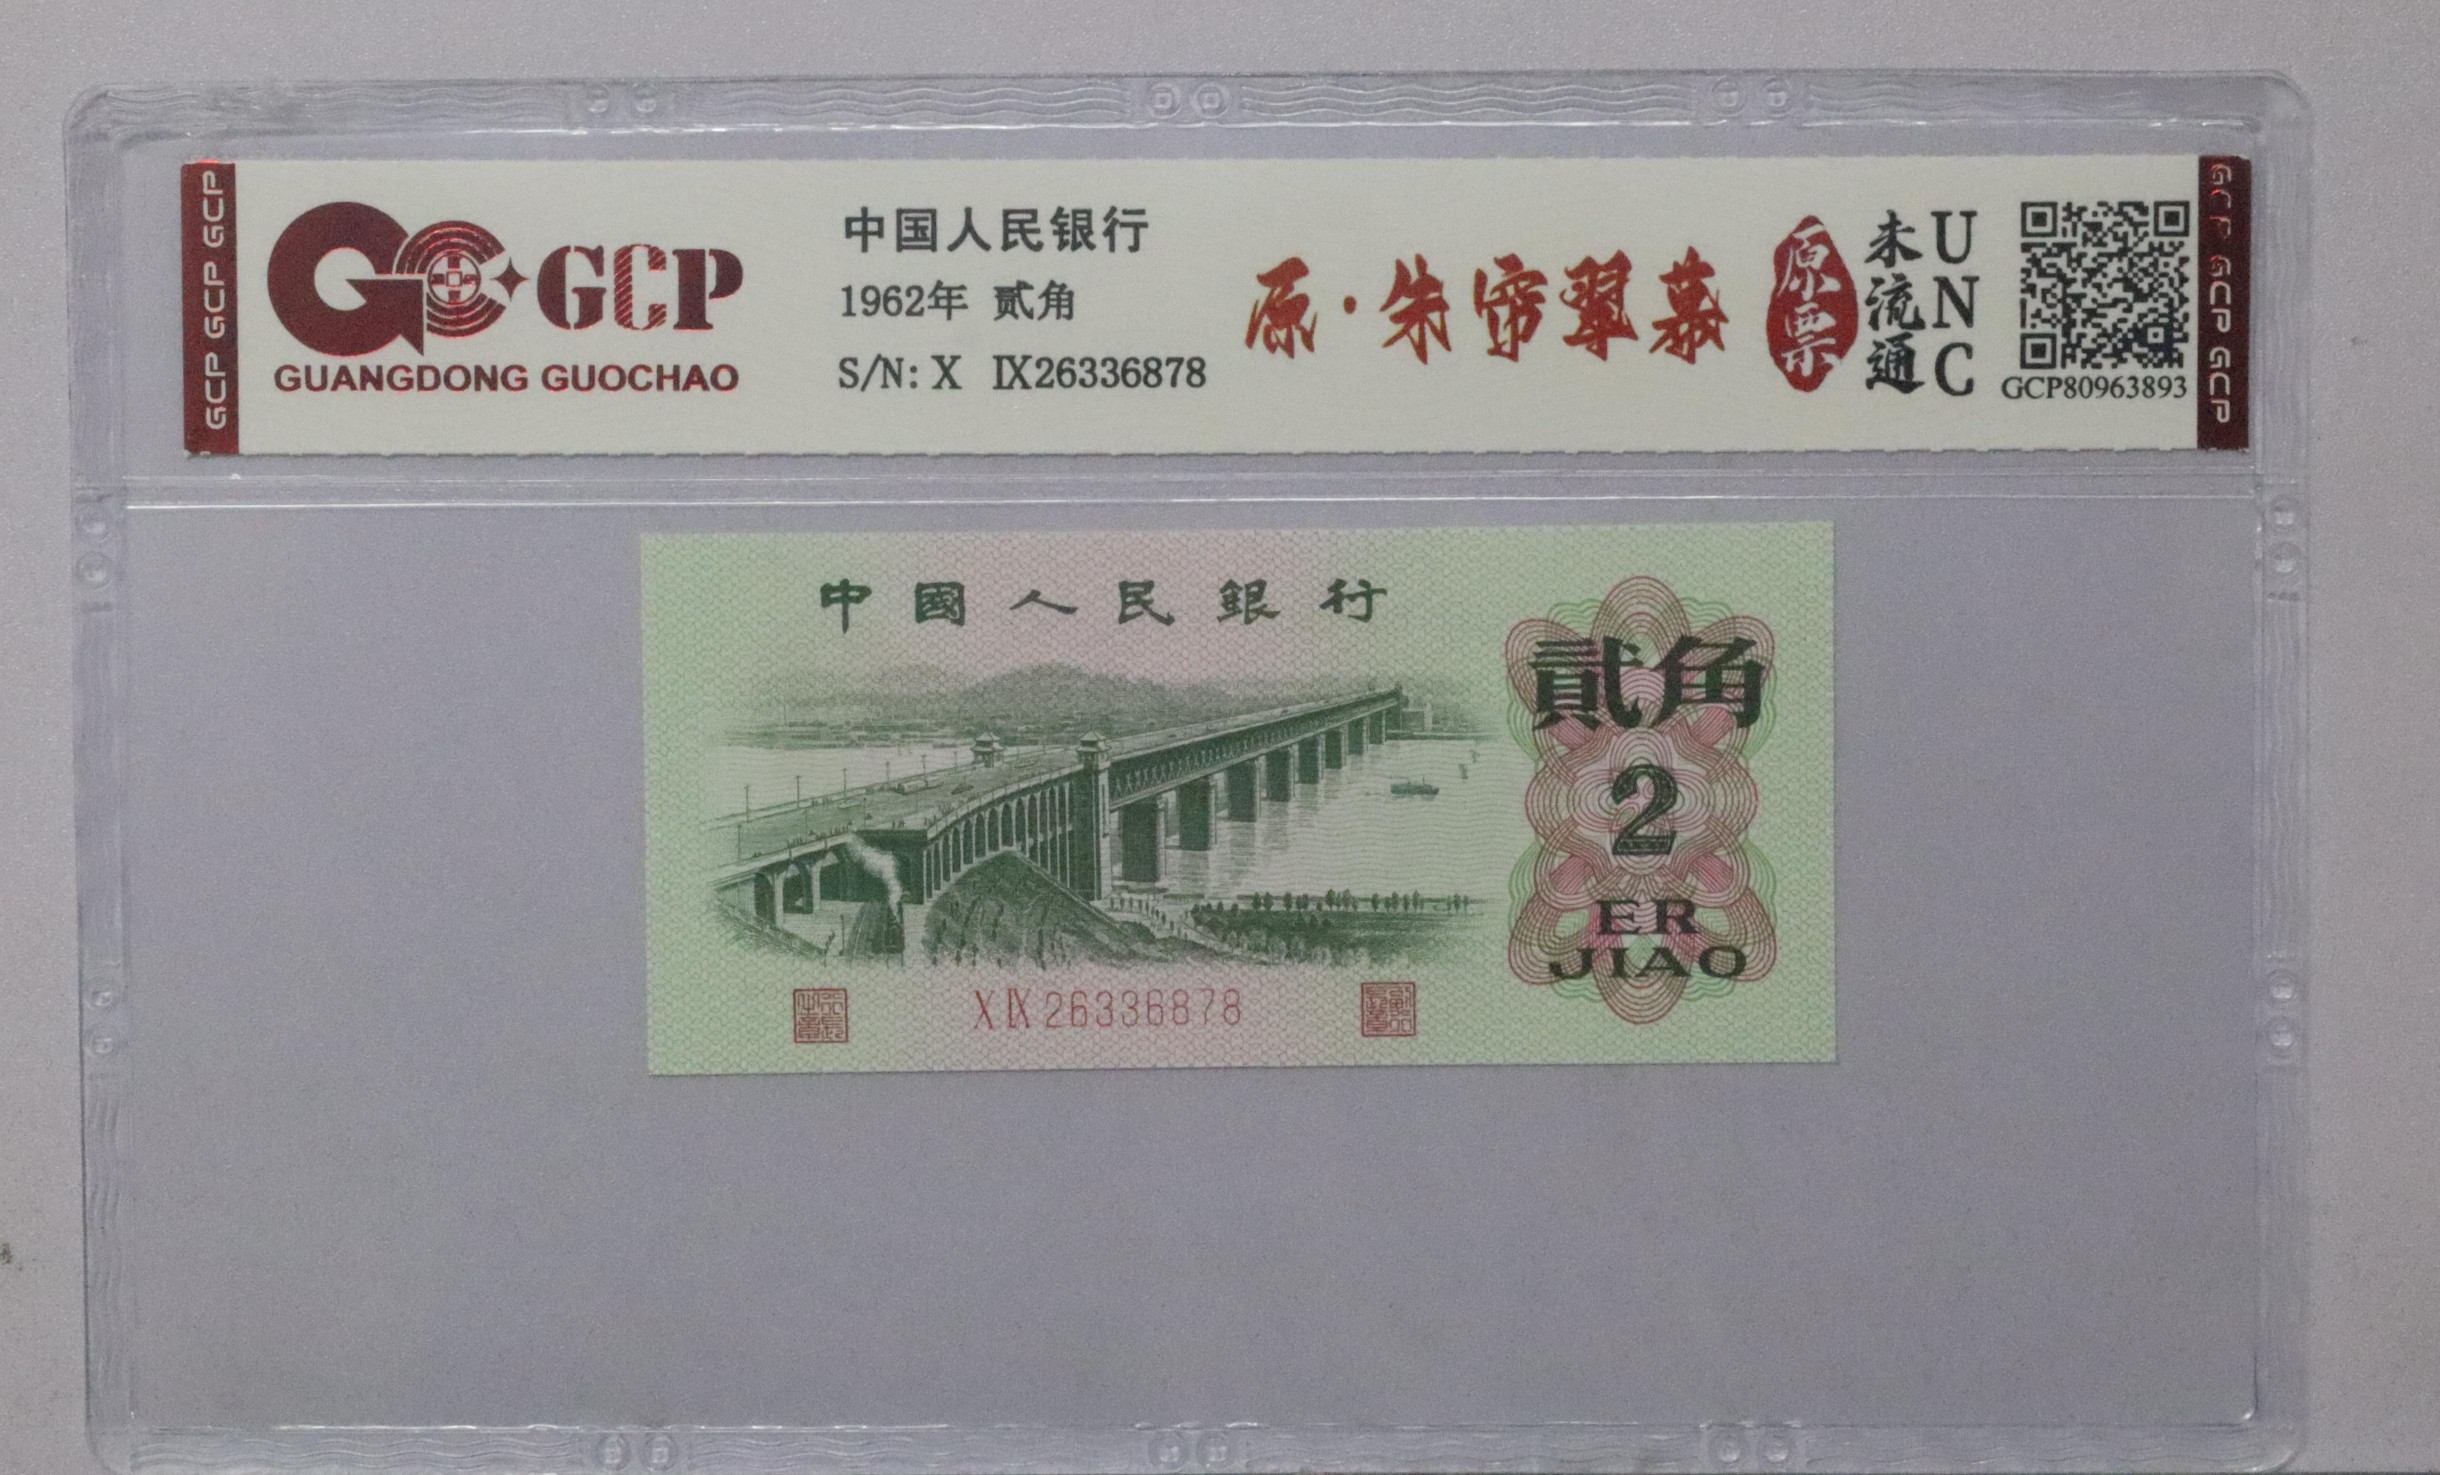 GCP GCP GCP
GCP
GUANGDONG GUOCHAO
中国人民银行
1962年 贰角
S/N: X IX26336878
原·朱帘翠幕
原票
未流通
UNC
GCP80963893
GCP GCP GCP
中國人民銀行
貳角
2
ER
JIAO
X IX 26336878